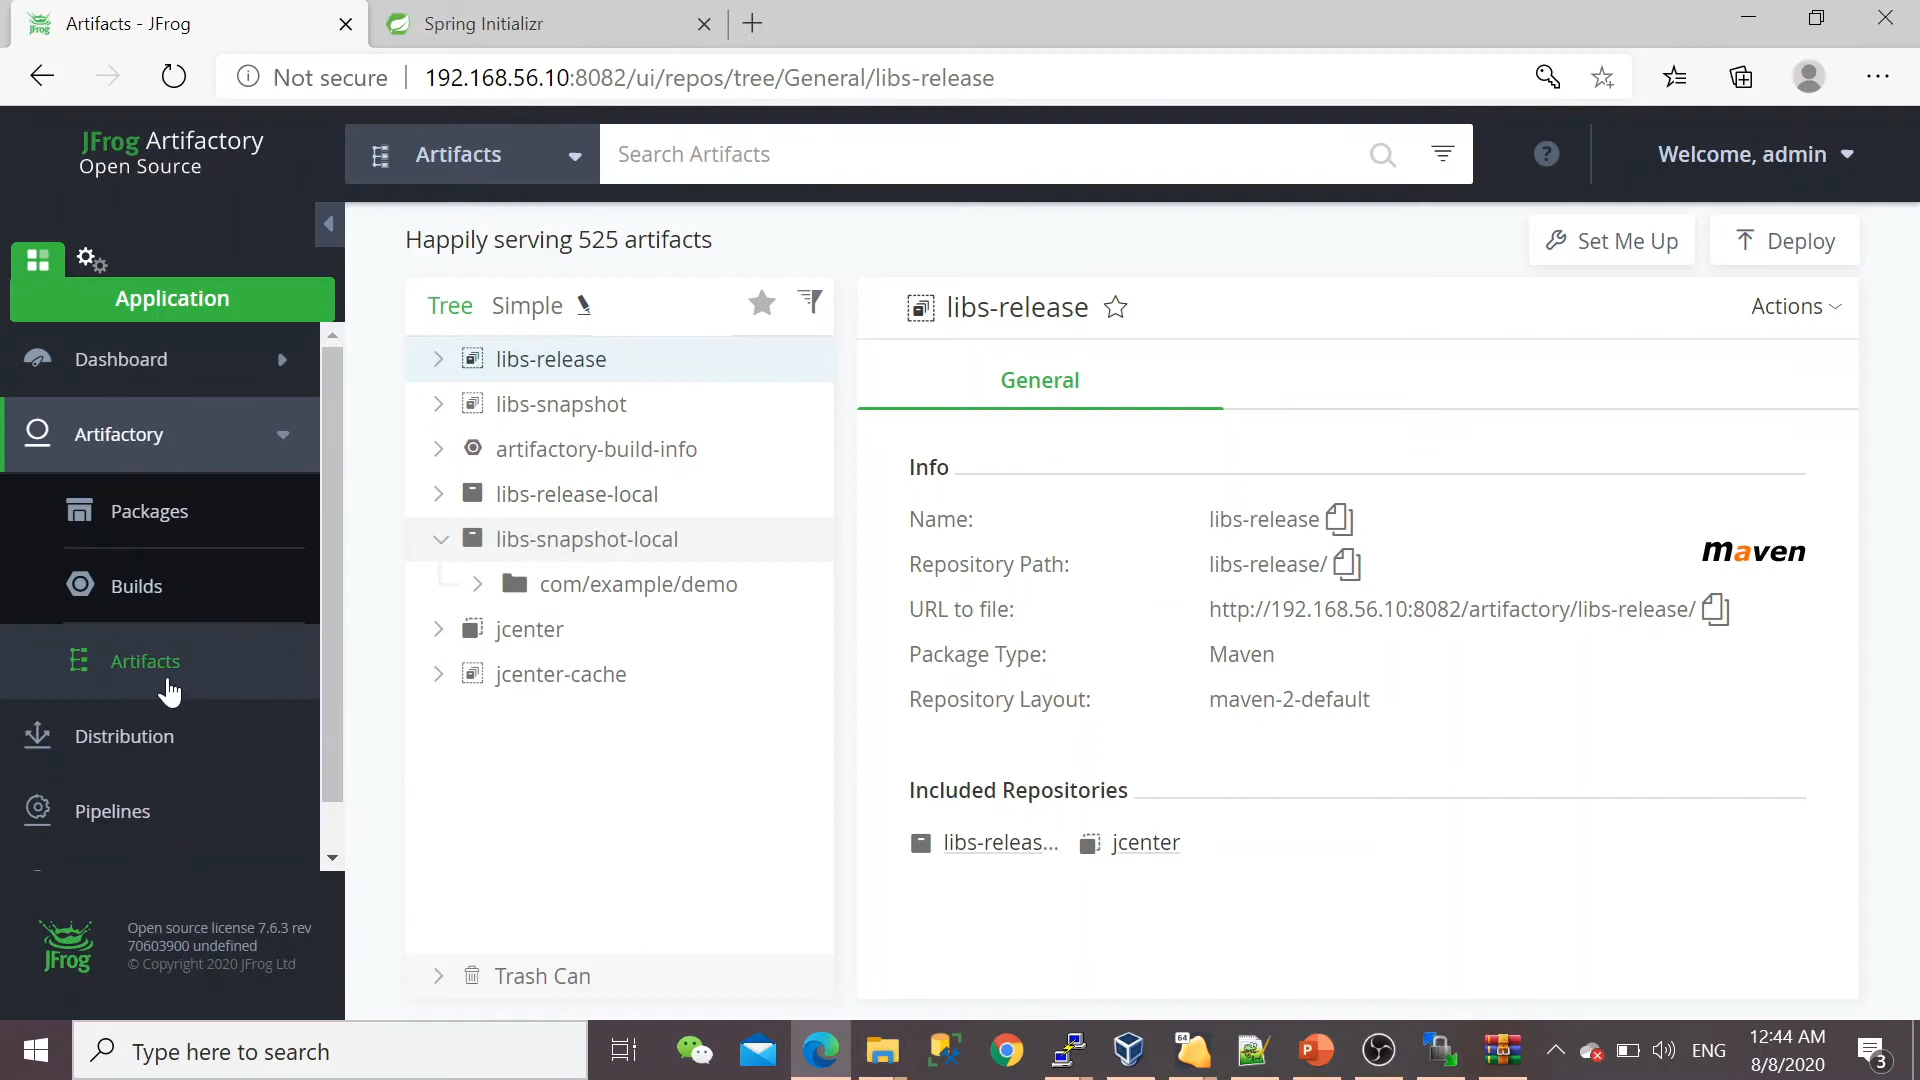 Artifacts - JFrog
Spring Initializr
Not secure
192.168.56.10:8082/ui/repos/tree/General/libs-release
JFrog Artifactory
Open Source
Artifacts
Search Artifacts
Welcome, admin
Happily serving 525 artifacts
Set Me Up
Deploy
Application
Tree
Simple
libs-release
Actions
Dashboard
libs-release
General
libs-snapshot
Artifactory
artifactory-build-info
Info
libs-release-local
Packages
Name:
libs-release
libs-snapshot-local
maven
Repository Path:
libs-release/
Builds
com/example/demo
URL to file:
http://192.168.56.10:8082/artifactory/libs-release/
jcenter
Artifacts
Package Type:
Maven
jcenter-cache
Repository Layout:
maven-2-default
Distribution
Included Repositories
Pipelines
libs-releas...
jcenter
Open source license 7.6.3 rev
70603900 undefined
© Copyright 2020 JFrog Ltd
JFrog
Trash Can
Type here to search
64
ENG
12:44 AM
8/8/2020
3